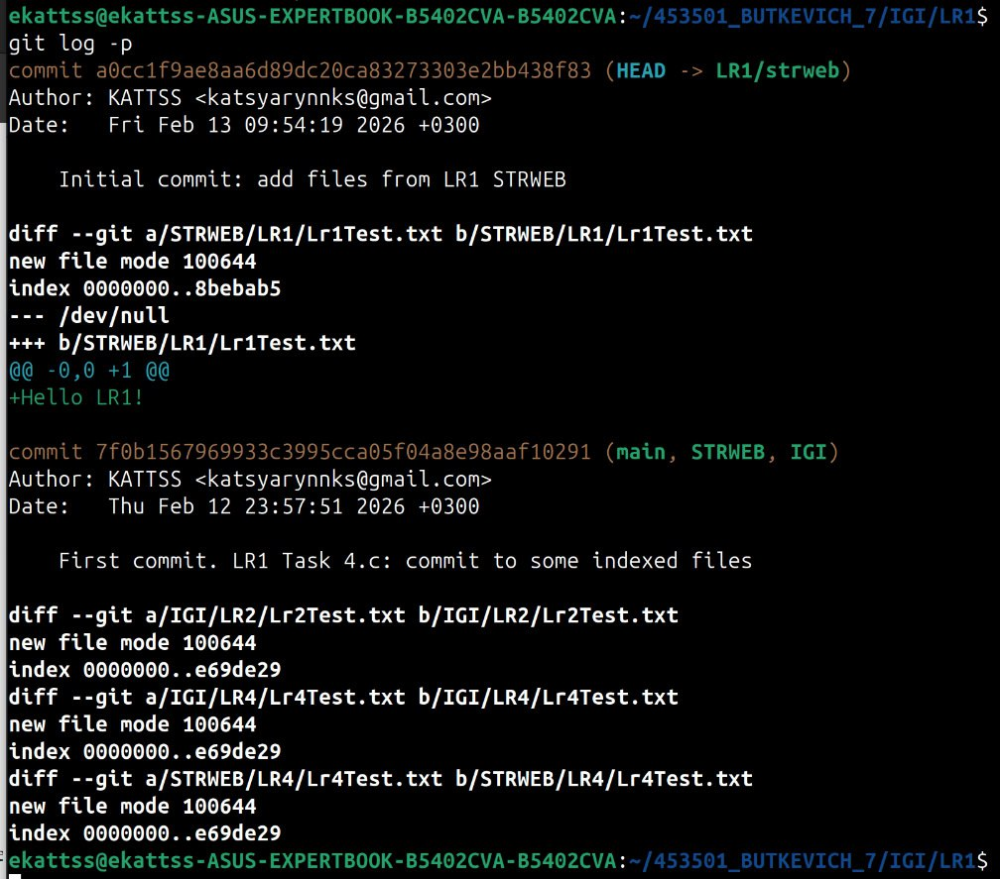 ekattss@ekattss-ASUS-EXPERTBOOK-B5402CVA-B5402CVA:~/453501_BUTKEVICH_7/IGI/LR1$
git log -p
commit a0cc1f9ae8aa6d89dc20ca83273303e2bb438f83 (HEAD -> LR1/strweb)
Author: KATTSS <katsyarynnks@gmail.com>
Date:   Fri Feb 13 09:54:19 2026 +0300

    Initial commit: add files from LR1 STRWEB

diff --git a/STRWEB/LR1/Lr1Test.txt b/STRWEB/LR1/Lr1Test.txt
new file mode 100644
index 0000000..8bebab5
--- /dev/null
+++ b/STRWEB/LR1/Lr1Test.txt
@@ -0,0 +1 @@
+Hello LR1!

commit 7f0b1567969933c3995cca05f04a8e98aaf10291 (main, STRWEB, IGI)
Author: KATTSS <katsyarynnks@gmail.com>
Date:   Thu Feb 12 23:57:51 2026 +0300

    First commit. LR1 Task 4.c: commit to some indexed files

diff --git a/IGI/LR2/Lr2Test.txt b/IGI/LR2/Lr2Test.txt
new file mode 100644
index 0000000..e69de29
diff --git a/IGI/LR4/Lr4Test.txt b/IGI/LR4/Lr4Test.txt
new file mode 100644
index 0000000..e69de29
diff --git a/STRWEB/LR4/Lr4Test.txt b/STRWEB/LR4/Lr4Test.txt
new file mode 100644
index 0000000..e69de29
ekattss@ekattss-ASUS-EXPERTBOOK-B5402CVA-B5402CVA:~/453501_BUTKEVICH_7/IGI/LR1$